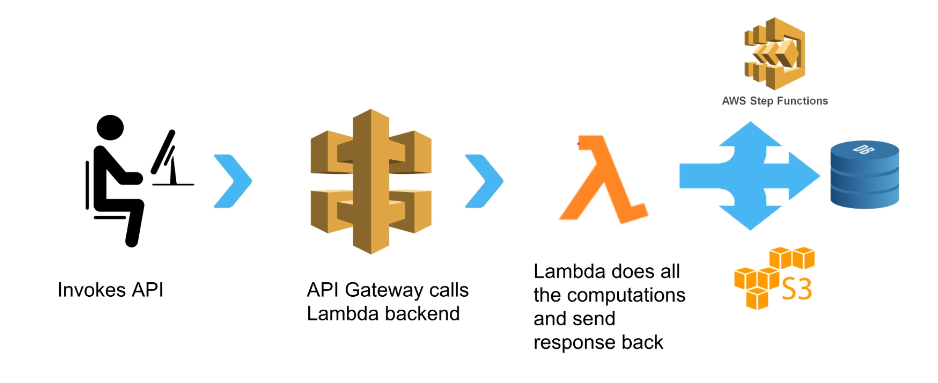 AWS Step Functions
DB
Invokes API
API Gateway calls
Lambda backend
Lambda does all
the computations
and send
response back
S3